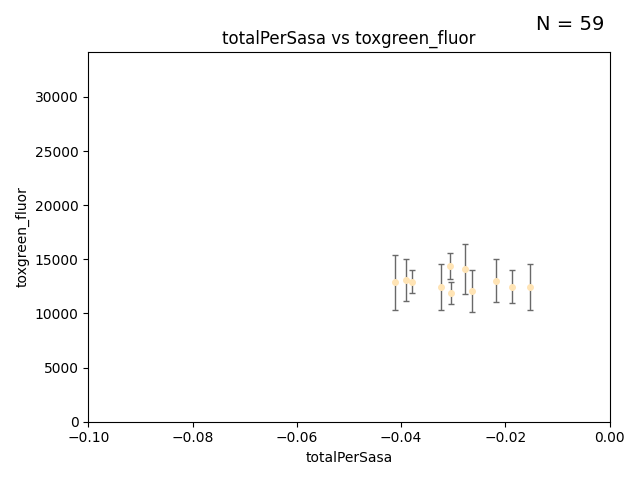 N = 59
totalPerSasa vs toxgreen_fluor
30000
25000
20000
15000
10000
5000
0
toxgreen_fluor
−0.10 −0.08 −0.06 −0.04 −0.02 0.00
totalPerSasa